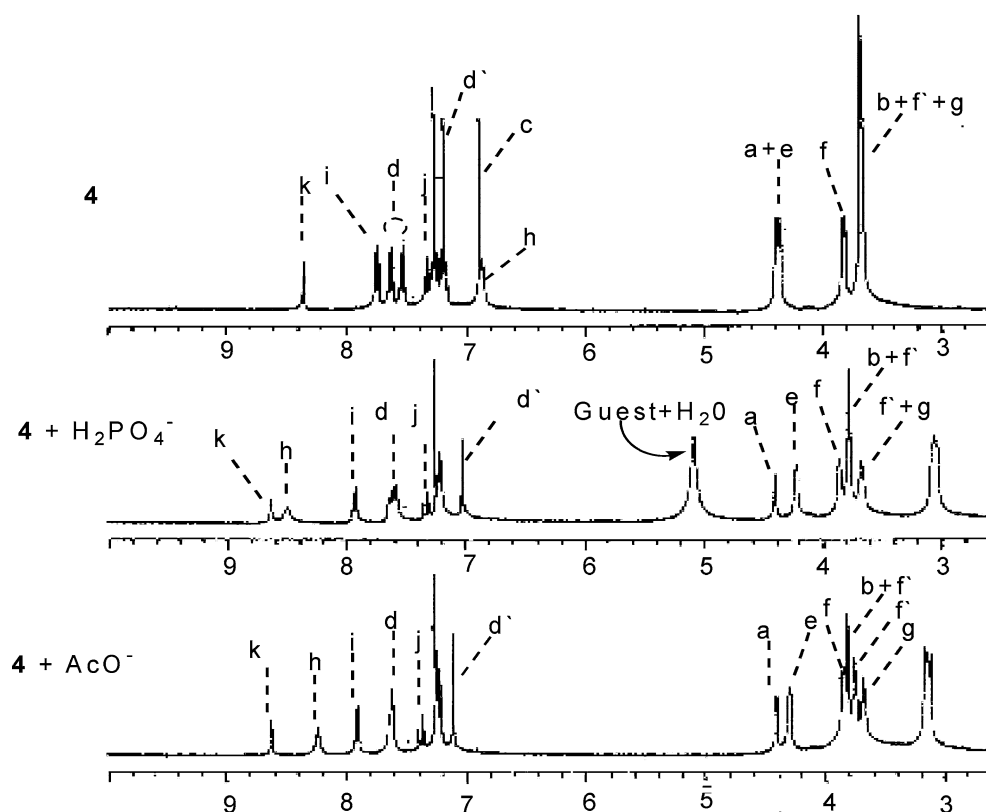 d`
c
b+f`+g
a+e
f
k
i
d
j
h
4
9 8 7 6 5 4 3
k
h
i
d
j
d`
Guest+H₂0
a
e
f
b+f`
f`+g
4 + H₂PO₄⁻
9 8 7 6 5 4 3
k
h
i
d
j
d`
a
e
f
b+f`
f`
g
4 + AcO⁻
9 8 7 6 5 4 3